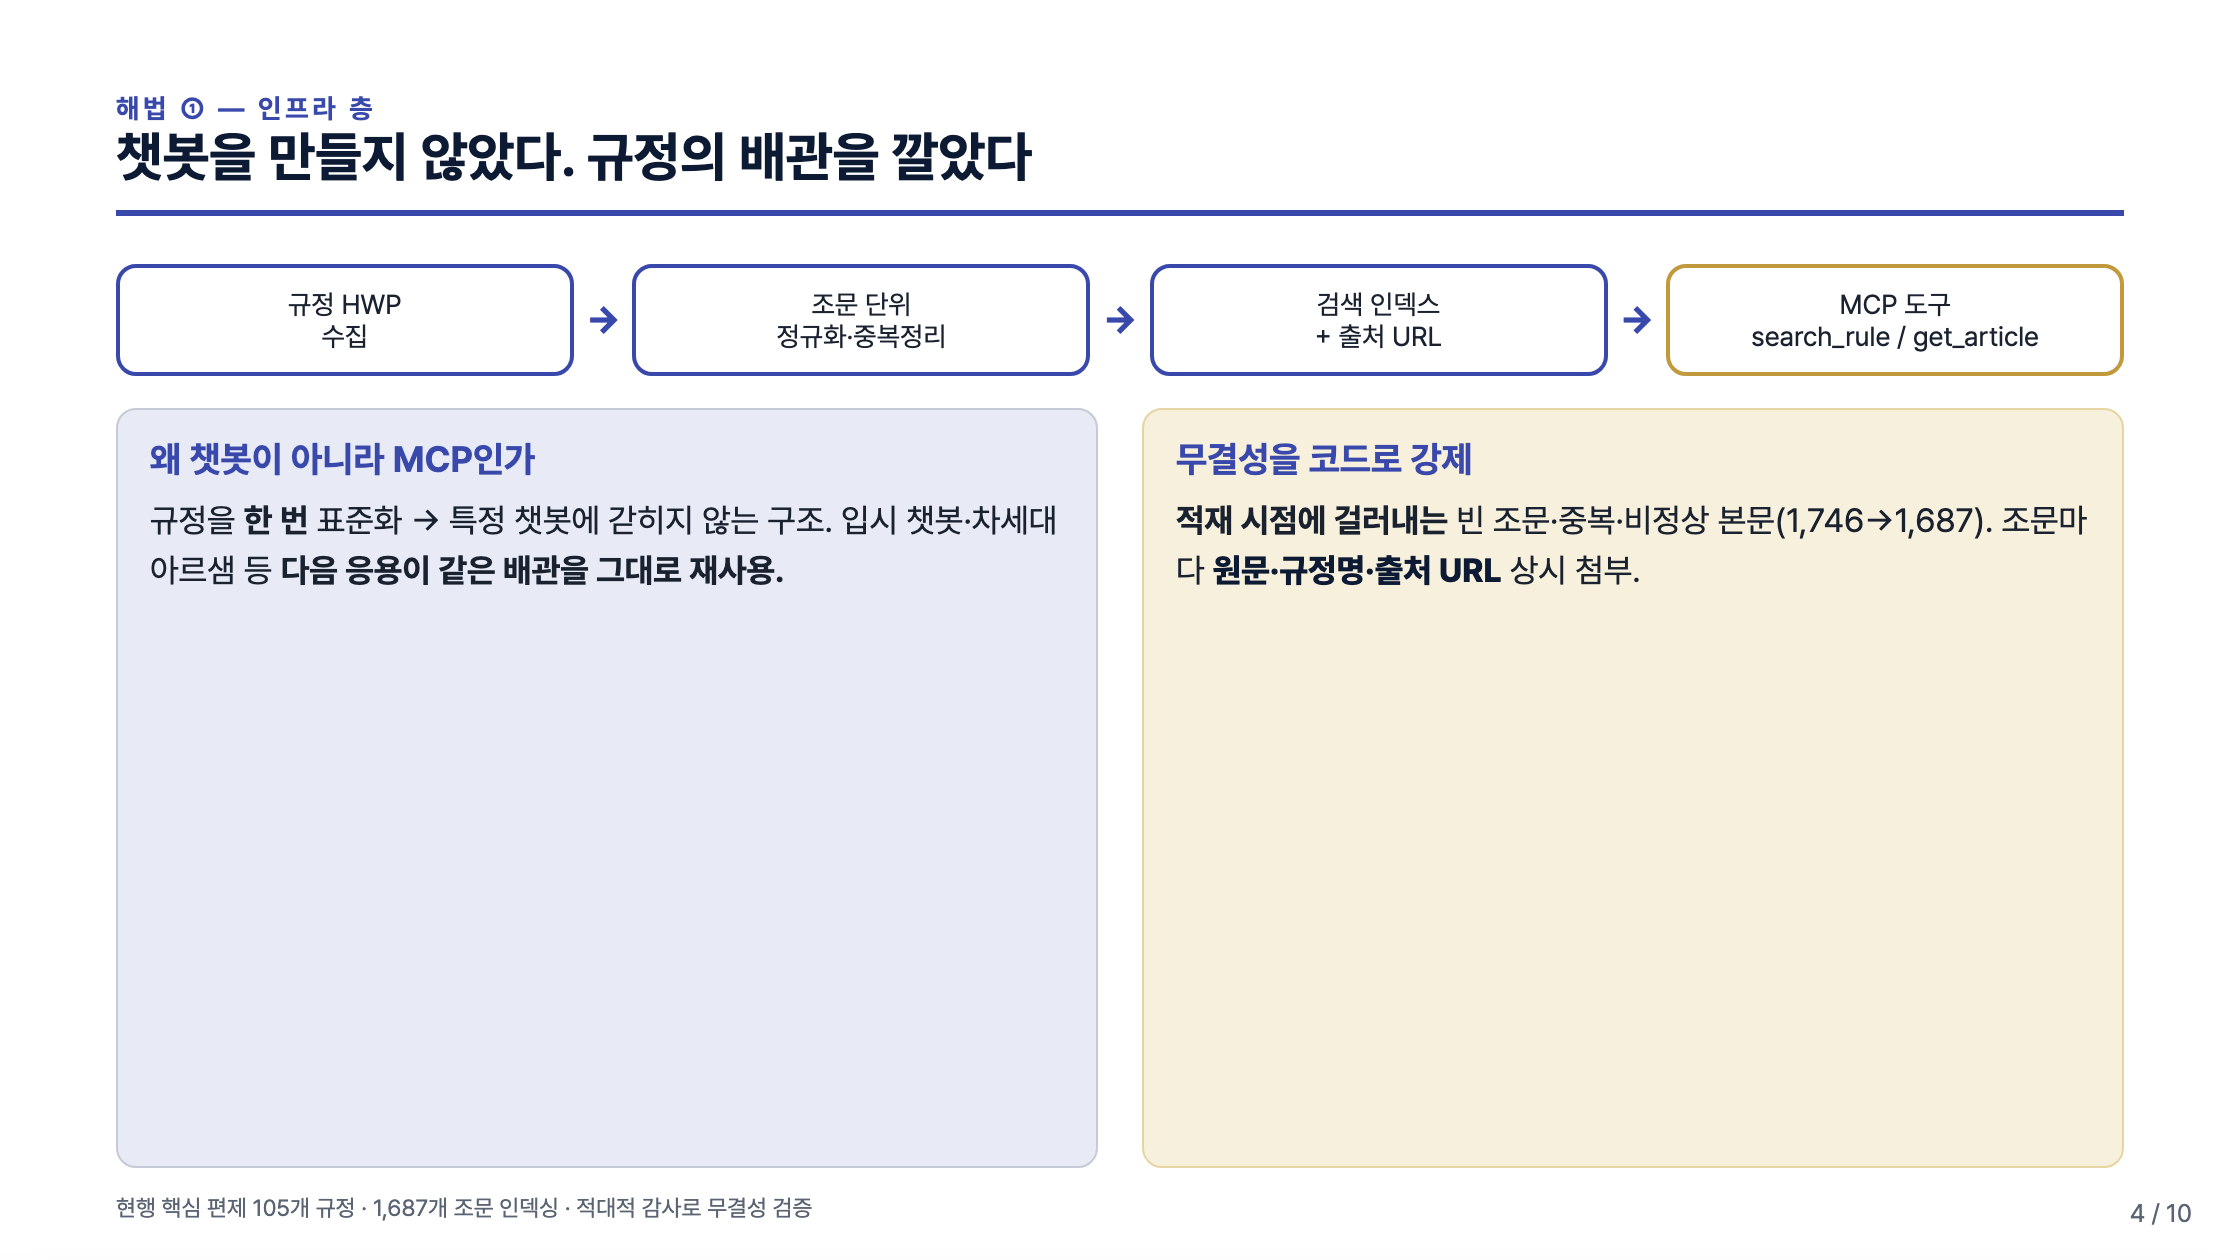 해법 ① — 인프라 층
챗봇을 만들지 않았다. 규정의 배관을 깔았다
규정 HWP
수집
→
조문 단위
정규화·중복정리
→
검색 인덱스
+ 출처 URL
→
MCP 도구
search_rule / get_article
왜 챗봇이 아니라 MCP인가
규정을 한 번 표준화 → 특정 챗봇에 갇히지 않는 구조. 입시 챗봇·차세대
아르샘 등 다음 응용이 같은 배관을 그대로 재사용.
무결성을 코드로 강제
적재 시점에 걸러내는 빈 조문·중복·비정상 본문(1,746→1,687). 조문마
다 원문·규정명·출처 URL 상시 첨부.
현행 핵심 편제 105개 규정 · 1,687개 조문 인덱싱 · 적대적 감사로 무결성 검증
4 / 10